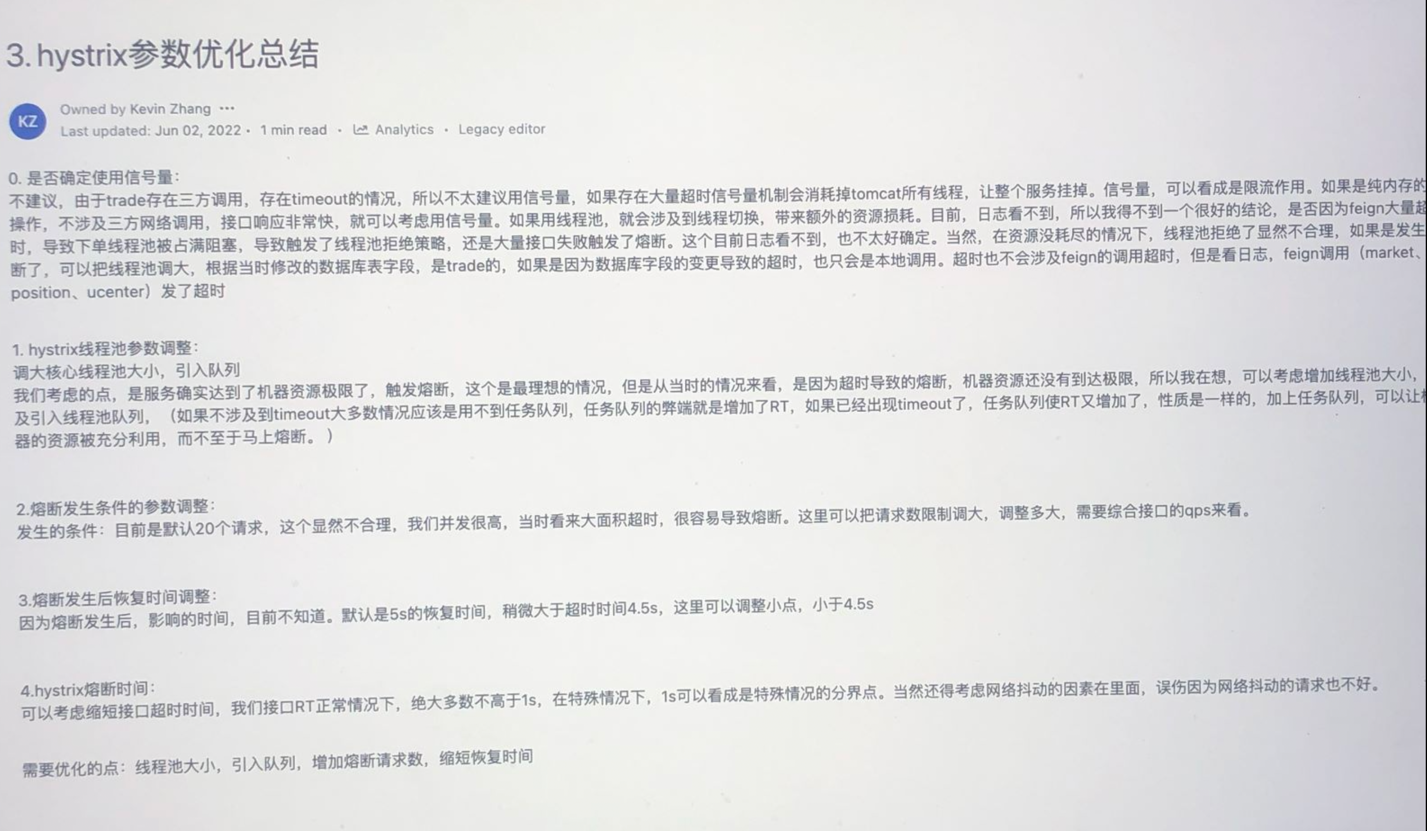 3. hystrix参数优化总结
KZ
Owned by Kevin Zhang ···
Last updated: Jun 02, 2022 · 1 min read · Analytics · Legacy editor
0. 是否确定使用信号量：
不建议，由于trade存在三方调用，存在timeout的情况，所以不太建议用信号量，如果存在大量超时信号量机制会消耗掉tomcat所有线程，让整个服务挂掉。信号量，可以看成是限流作用。如果是纯内存的
操作，不涉及三方网络调用，接口响应非常快，就可以考虑用信号量。如果用线程池，就会涉及到线程切换，带来额外的资源损耗。目前，日志看不到，所以我得不到一个很好的结论，是否因为feign大量超
时，导致下单线程池被占满阻塞，导致触发了线程池拒绝策略，还是大量接口失败触发了熔断。这个目前日志看不到，也不太好确定。当然，在资源没耗尽的情况下，线程池拒绝了显然不合理，如果是发生
断了，可以把线程池调大，根据当时修改的数据库表字段，是trade的，如果是因为数据库字段的变更导致的超时，也只会是本地调用。超时也不会涉及feign的调用超时，但是看日志，feign调用（market、
position、ucenter）发了超时
1. hystrix线程池参数调整：
调大核心线程池大小，引入队列
我们考虑的点，是服务确实达到了机器资源极限了，触发熔断，这个是最理想的情况，但是从当时的情况来看，是因为超时导致的熔断，机器资源还没有到达极限，所以我在想，可以考虑增加线程池大小，
及引入线程池队列，（如果不涉及到timeout大多数情况应该是用不到任务队列，任务队列的弊端就是增加了RT，如果已经出现timeout了，任务队列使RT又增加了，性质是一样的，加上任务队列，可以让
器的资源被充分利用，而不至于马上熔断。）
2.熔断发生条件的参数调整：
发生的条件：目前是默认20个请求，这个显然不合理，我们并发很高，当时看来大面积超时，很容易导致熔断。这里可以把请求数限制调大，调整多大，需要综合接口的qps来看。
3.熔断发生后恢复时间调整：
因为熔断发生后，影响的时间，目前不知道。默认是5s的恢复时间，稍微大于超时时间4.5s，这里可以调整小点，小于4.5s
4.hystrix熔断时间：
可以考虑缩短接口超时时间，我们接口RT正常情况下，绝大多数不高于1s，在特殊情况下，1s可以看成是特殊情况的分界点。当然还得考虑网络抖动的因素在里面，误伤因为网络抖动的请求也不好。
需要优化的点：线程池大小，引入队列，增加熔断请求数，缩短恢复时间